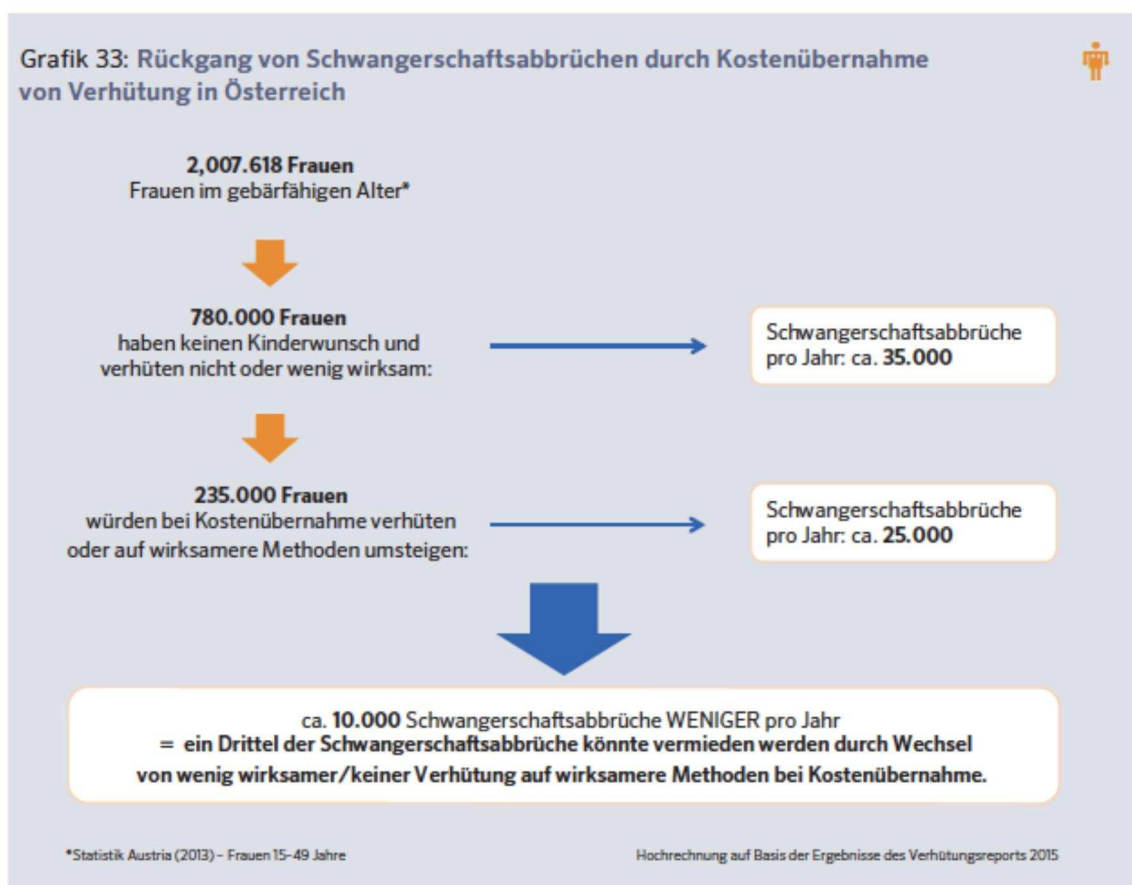 Grafik 33: Rückgang von Schwangerschaftsabbrüchen durch Kostenübernahme
von Verhütung in Österreich
2,007.618 Frauen
Frauen im gebärfähigen Alter*
780.000 Frauen
haben keinen Kinderwunsch und
verhüten nicht oder wenig wirksam:
Schwangerschaftsabbrüche
pro Jahr: ca. 35.000
235.000 Frauen
würden bei Kostenübernahme verhüten
oder auf wirksamere Methoden umsteigen:
Schwangerschaftsabbrüche
pro Jahr: ca. 25.000
ca. 10.000 Schwangerschaftsabbrüche WENIGER pro Jahr
= ein Drittel der Schwangerschaftsabbrüche könnte vermieden werden durch Wechsel
von wenig wirksamer/keiner Verhütung auf wirksamere Methoden bei Kostenübernahme.
*Statistik Austria (2013) – Frauen 15-49 Jahre
Hochrechnung auf Basis der Ergebnisse des Verhütungsreports 2015